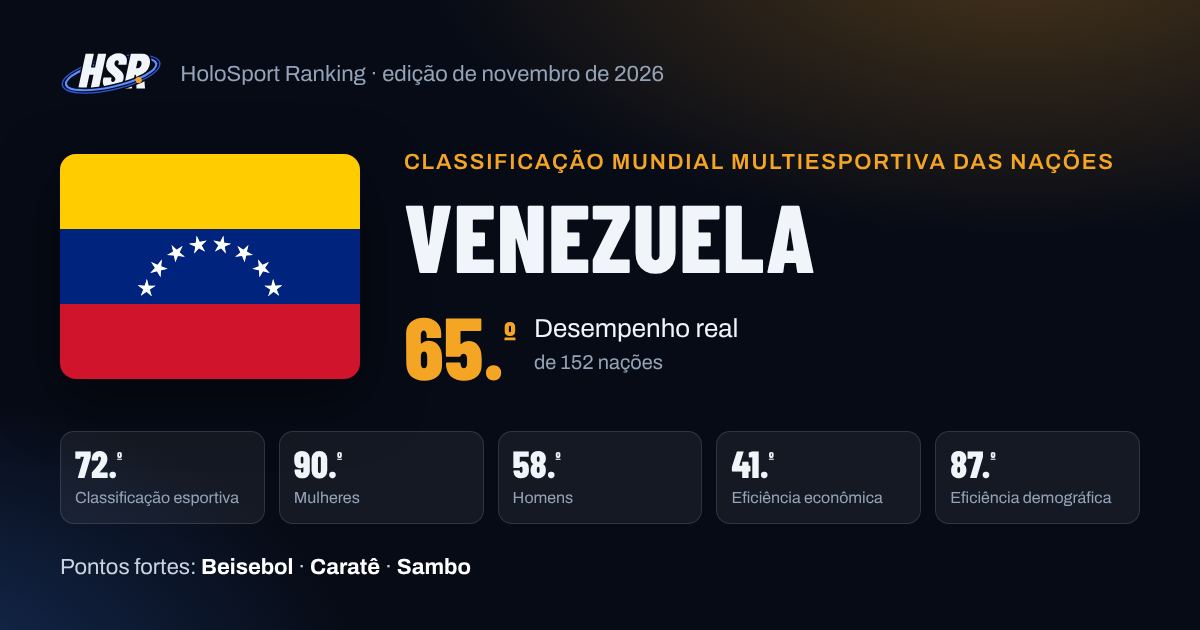 HSR
HoloSport Ranking · edição de novembro de 2026
CLASSIFICAÇÃO MUNDIAL MULTIESPORTIVA DAS NAÇÕES
VENEZUELA
65.º Desempenho real
de 152 nações
72.º
Classificação esportiva
90.º
Mulheres
58.º
Homens
41.º
Eficiência econômica
87.º
Eficiência demográfica
Pontos fortes: Beisebol · Caratê · Sambo